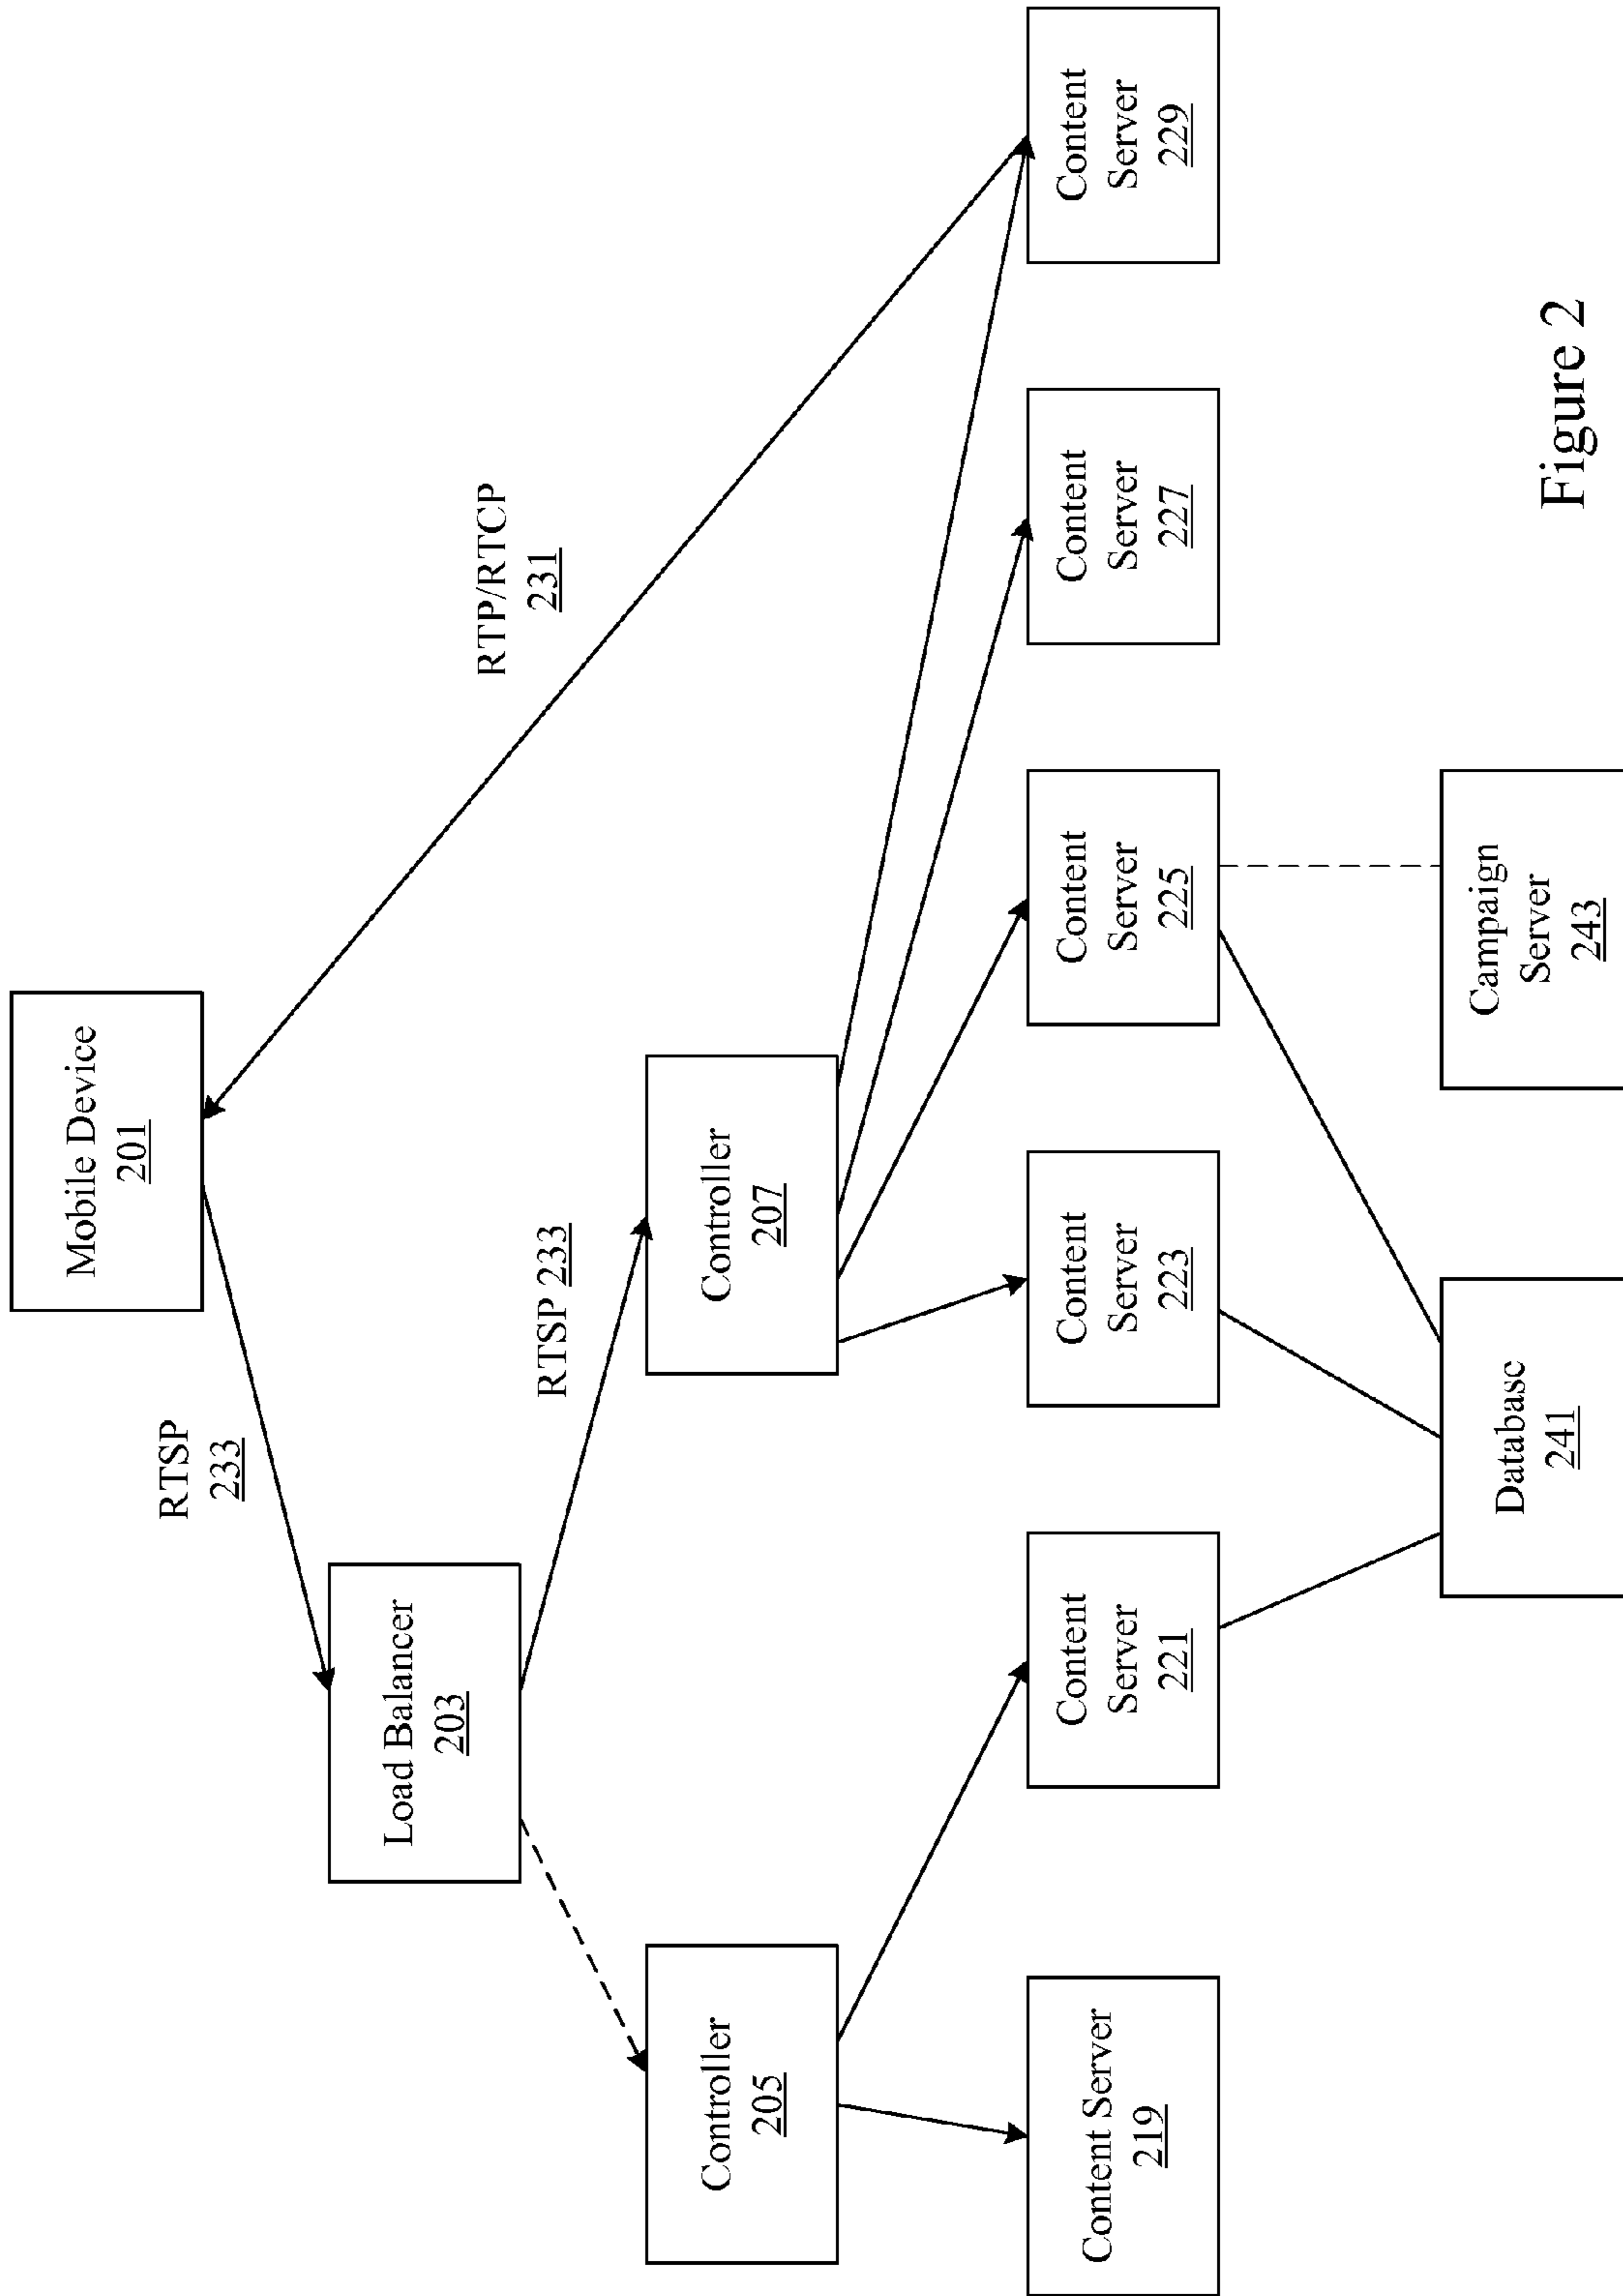 Mobile Device
201
RTSP
233
RTP/RTCP
231
Load Balancer
203
RTSP 233
Controller
205
Controller
207
Content Server
219
Content
Server
221
Content
Server
223
Content
Server
225
Content
Server
227
Content
Server
229
Database
241
Campaign
Server
243
Figure 2